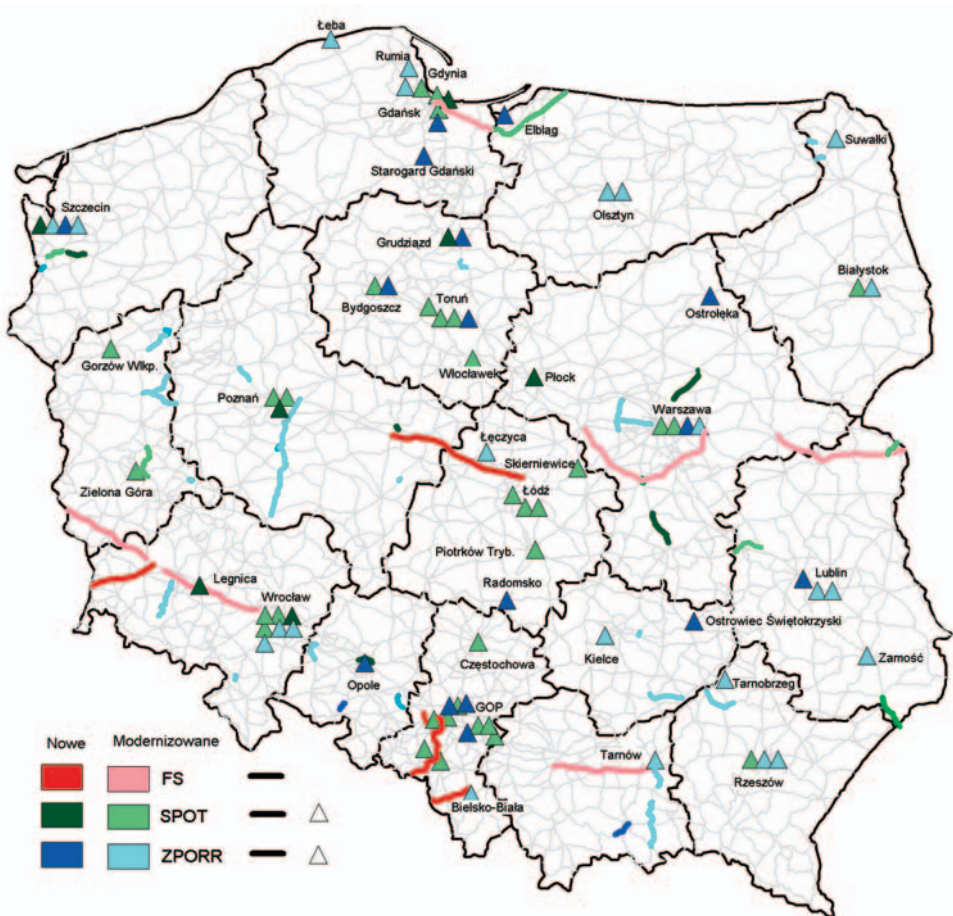 Łeba
Rumia
Gdynia
Gdańsk
Elbląg
Suwałki
Starogard Gdański
Olsztyn
Szczecin
Grudziązd
Białystok
Bydgoszcz
Toruń
Ostrołęka
Gorzów Wlkp.
Włocławek
Płock
Poznań
Warszawa
Łęczyca
Skierniewice
Zielona Góra
Łódź
Piotrków Tryb.
Legnica
Radomsko
Lublin
Wrocław
Ostrowiec Świętokrzyski
Częstochowa
Kielce
Zamość
Opole
Tarnobrzeg
GOP
Tarnów
Rzeszów
Bielsko-Biała
Nowe Modernizowane
FS
SPOT
ZPORR